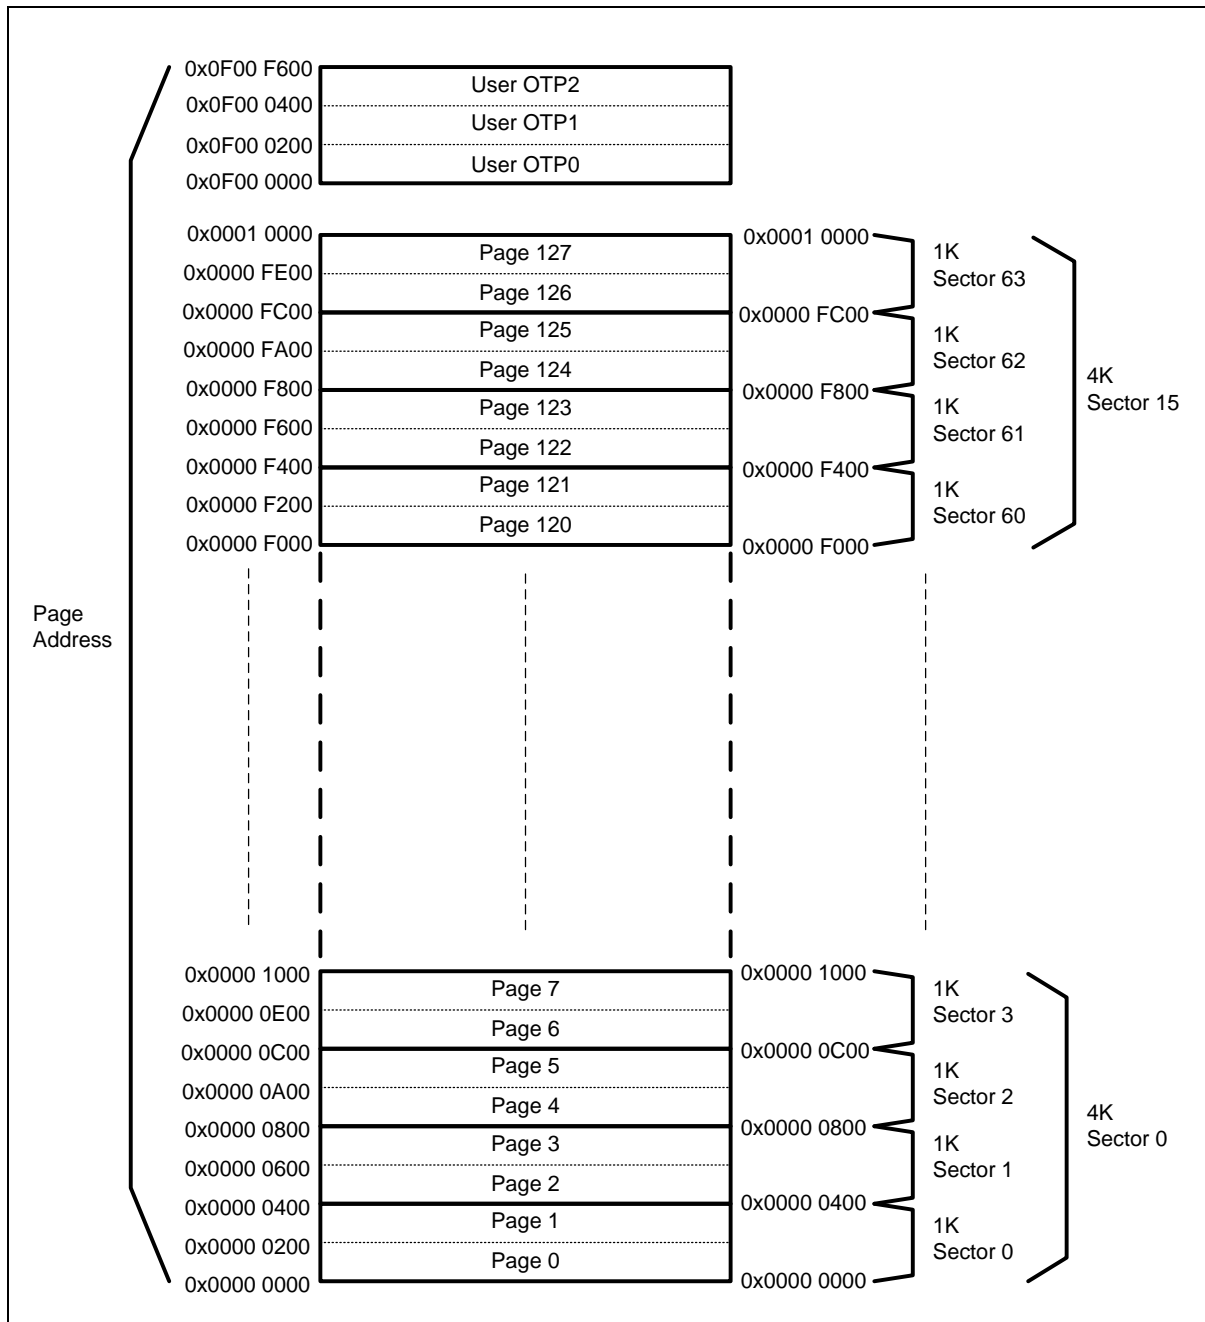 0x0F00 F600
User OTP2
0x0F00 0400
User OTP1
0x0F00 0200
User OTP0
0x0F00 0000
0x0001 0000
0x0001 0000
Page 127
1K
Sector 63
0x0000 FE00
Page 126
0x0000 FC00
0x0000 FC00
Page 125
1K
Sector 62
0x0000 FA00
Page 124
4K
Sector 15
0x0000 F800
0x0000 F800
Page 123
1K
Sector 61
0x0000 F600
Page 122
0x0000 F400
0x0000 F400
Page 121
1K
Sector 60
0x0000 F200
Page 120
0x0000 F000
0x0000 F000
Page
Address
0x0000 1000
0x0000 1000
Page 7
1K
Sector 3
0x0000 0E00
Page 6
0x0000 0C00
0x0000 0C00
Page 5
1K
Sector 2
0x0000 0A00
Page 4
4K
Sector 0
0x0000 0800
0x0000 0800
Page 3
1K
Sector 1
0x0000 0600
Page 2
0x0000 0400
0x0000 0400
Page 1
1K
Sector 0
0x0000 0200
Page 0
0x0000 0000
0x0000 0000